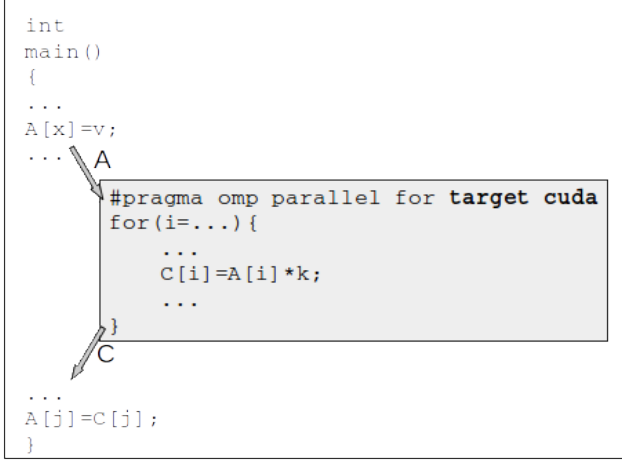 int
main()
{
...
A[x]=v;
...
A
#pragma omp parallel for target cuda
for(i=...){
...
C[i]=A[i]*k;
...
}
C
...
A[j]=C[j];
}